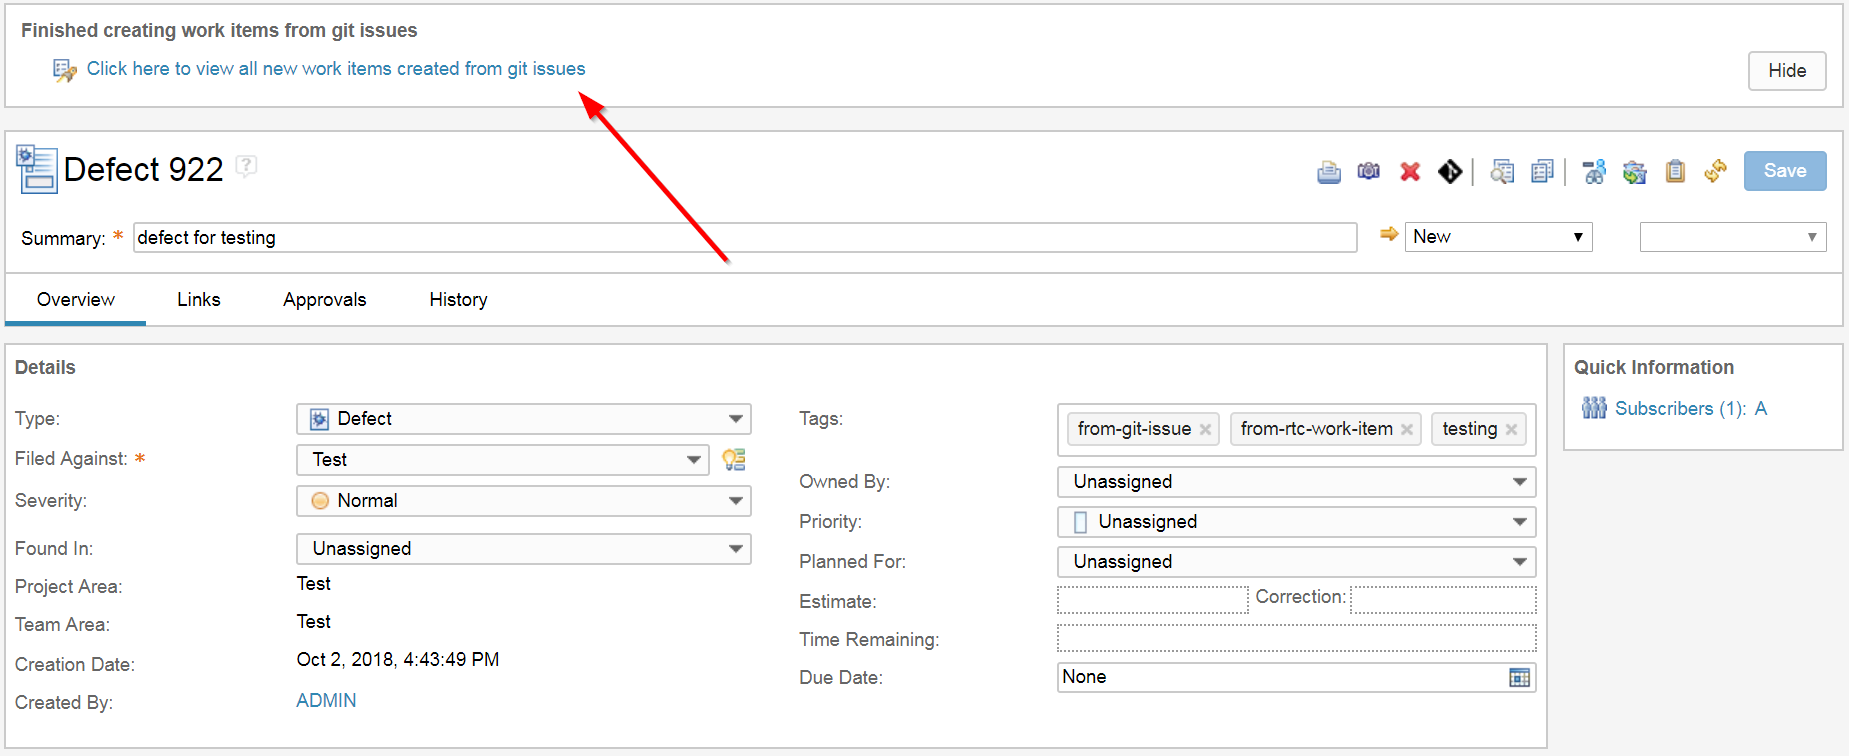 Finished creating work items from git issues
Click here to view all new work items created from git issues
Hide
Defect 922 ?
Save
Summary: * defect for testing
New
Overview Links Approvals History
Details
Type: Defect
Filed Against: * Test
Severity: Normal
Found In: Unassigned
Project Area: Test
Team Area: Test
Creation Date: Oct 2, 2018, 4:43:49 PM
Created By: ADMIN
Tags: from-git-issue × from-rtc-work-item × testing ×
Owned By: Unassigned
Priority: Unassigned
Planned For: Unassigned
Estimate: Correction:
Time Remaining:
Due Date: None
Quick Information
Subscribers (1): A